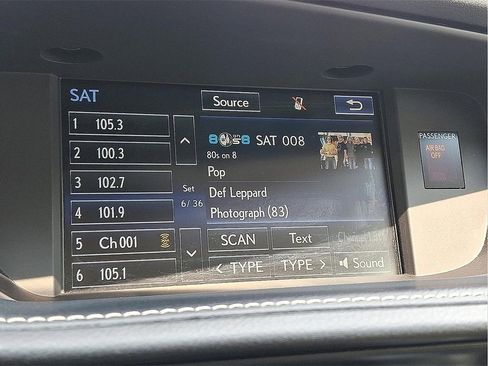 SAT
Source
1 105.3
2 100.3
3 102.7
4 101.9
5 Ch 001
6 105.1
Set
6/36
80s8 SAT 008
80s on 8
Pop
Def Leppard
Photograph (83)
SCAN
Text
< TYPE
TYPE >
Sound
PASSENGER
AIR BAG
OFF